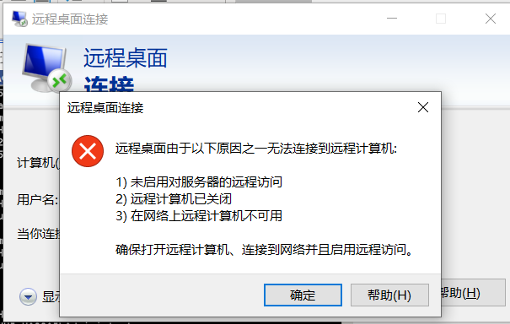 远程桌面连接
远程桌面
连接
远程桌面连接
远程桌面由于以下原因之一无法连接到远程计算机:
1) 未启用对服务器的远程访问
2) 远程计算机已关闭
3) 在网络上远程计算机不可用
确保打开远程计算机、连接到网络并且启用远程访问。
确定
帮助(H)
计算机(
用户名:
当你连接
显示
帮助(H)